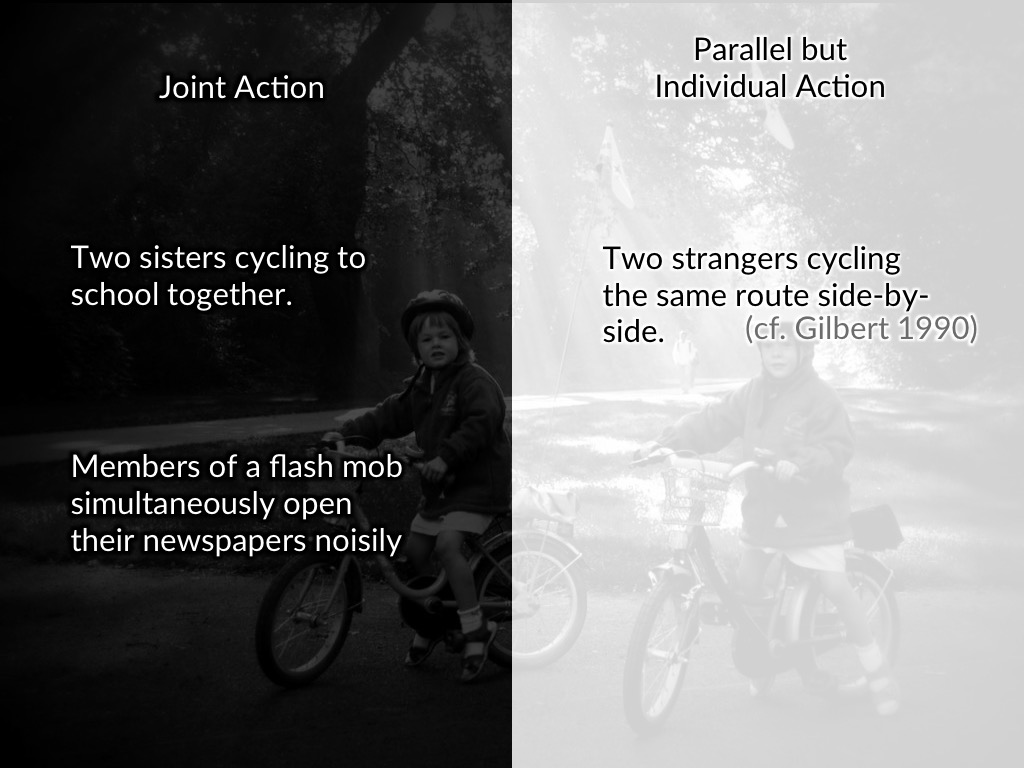 Joint Action
Two sisters cycling to
school together.
Members of a flash mob
simultaneously open
their newspapers noisily
Parallel but
Individual Action
Two strangers cycling
the same route side-by-
side.
(cf. Gilbert 1990)